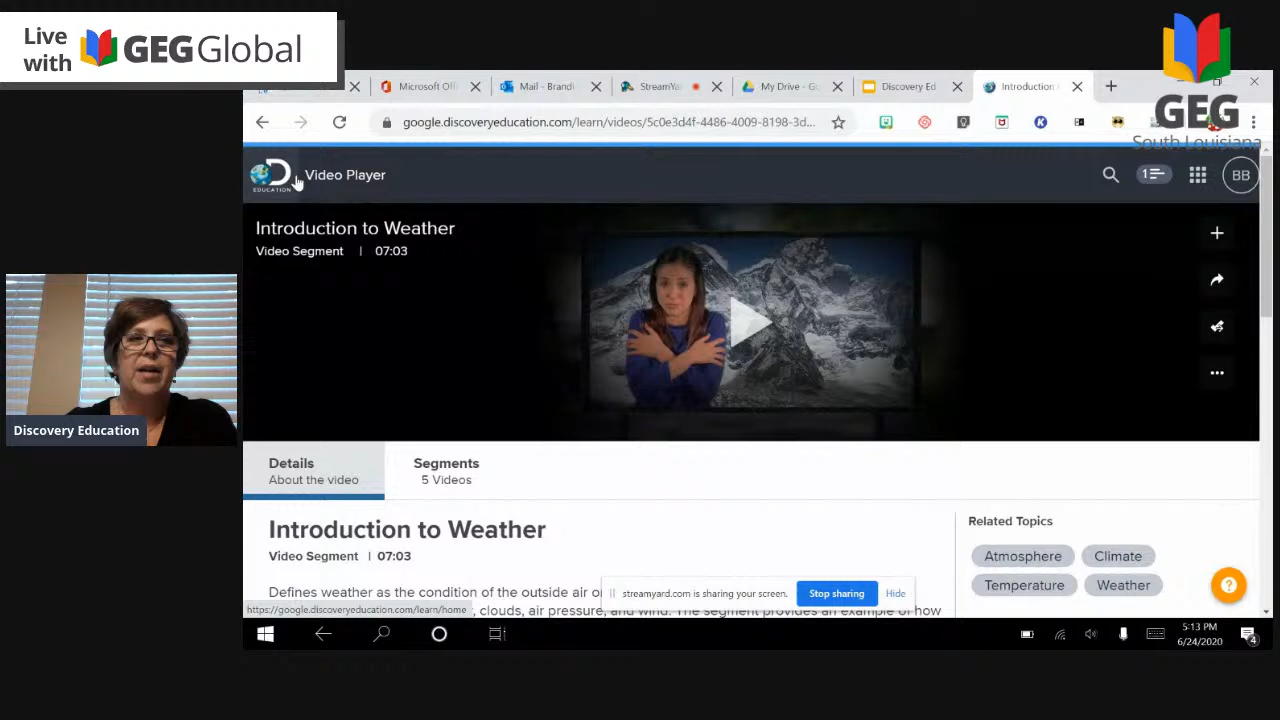 Live with GEG Global
GEG
South Louisiana
Microsoft Off
Mail - Brandi
StreamYa
My Drive - Go
Discovery Ed
Introduction
google.discoveryeducation.com/learn/videos/5c0e3d4f-4486-4009-8198-3d...
EDUCATION
Video Player
1
BB
Introduction to Weather
Video Segment | 07:03
Details
About the video
Segments
5 Videos
Introduction to Weather
Video Segment | 07:03
Defines weather as the condition of the outside air or
, clouds, air pressure, and wind. The segment provides an example of how
Related Topics
Atmosphere
Climate
Temperature
Weather
streamyard.com is sharing your screen.
Stop sharing
Hide
https://google.discoveryeducation.com/learn/home
Discovery Education
5:13 PM
6/24/2020
4